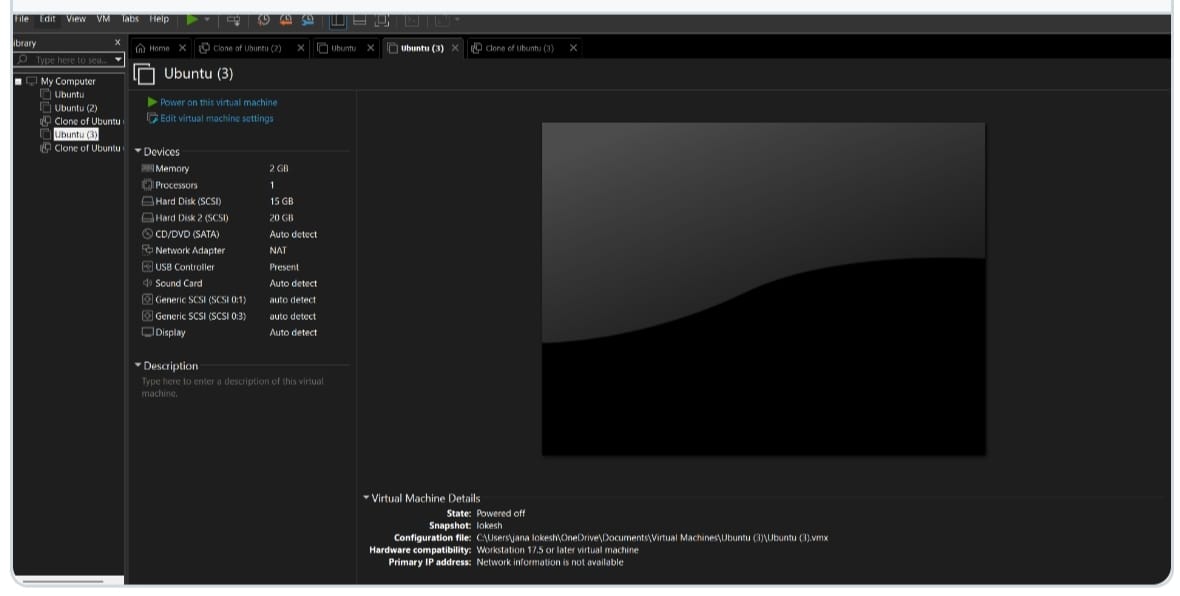 File Edit View VM Tabs Help
ibrary X
Type here to sea...
My Computer
Ubuntu
Ubuntu (2)
Clone of Ubuntu
Ubuntu (3)
Clone of Ubuntu
Home X Clone of Ubuntu (2) X Ubuntu X Ubuntu (3) X Clone of Ubuntu (3) X
Ubuntu (3)
Power on this virtual machine
Edit virtual machine settings
Devices
Memory 2 GB
Processors 1
Hard Disk (SCSI) 15 GB
Hard Disk 2 (SCSI) 20 GB
CD/DVD (SATA) Auto detect
Network Adapter NAT
USB Controller Present
Sound Card Auto detect
Generic SCSI (SCSI 0:1) auto detect
Generic SCSI (SCSI 0:3) auto detect
Display Auto detect
Description
Type here to enter a description of this virtual
machine.
Virtual Machine Details
State: Powered off
Snapshot: lokesh
Configuration file: C:\Users\jana lokesh\OneDrive\Documents\Virtual Machines\Ubuntu (3)\Ubuntu (3).vmx
Hardware compatibility: Workstation 17.5 or later virtual machine
Primary IP address: Network information is not available